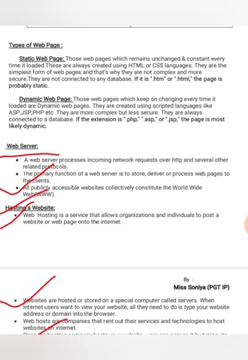 Types of Web Page :
Static Web Page: Those web pages which remains unchanged & constant every
time it loaded.These are always created using HTML or CSS languages. They are the
simplest form of web pages and that's why they are not complex and more
secure.They are not connected to any database. If it is ".htm" or ".html", the page is
probably static.
Dynamic Web Page: Those web pages which keep on changing every time it
loaded are Dynamic web pages. They are created using scripted languages like
ASP,JSP,PHP etc. They are more complex but less secure. They are always
connected to a database. If the extension is ".php," ".asp," or ".jsp," the page is most
likely dynamic.
Web Server:
• A web server processes incoming network requests over http and several other
related protocols.
• The primary function of a web server is to store, deliver or process web pages to
the clients.
• All publicly accessible websites collectively constitute the World Wide
Web(WWW).
Hosting's Website:
• Web Hosting is a service that allows organizations and individuals to post a
website or web page onto the internet.
By :
Miss Soniya (PGT IP)
• Websites are hosted or stored on a special computer called servers. When
internet users want to view your website, all they need to do is type your website
address or domain into the browser.
• Web hosts are companies that rent out their services and technologies to host
websites on internet.